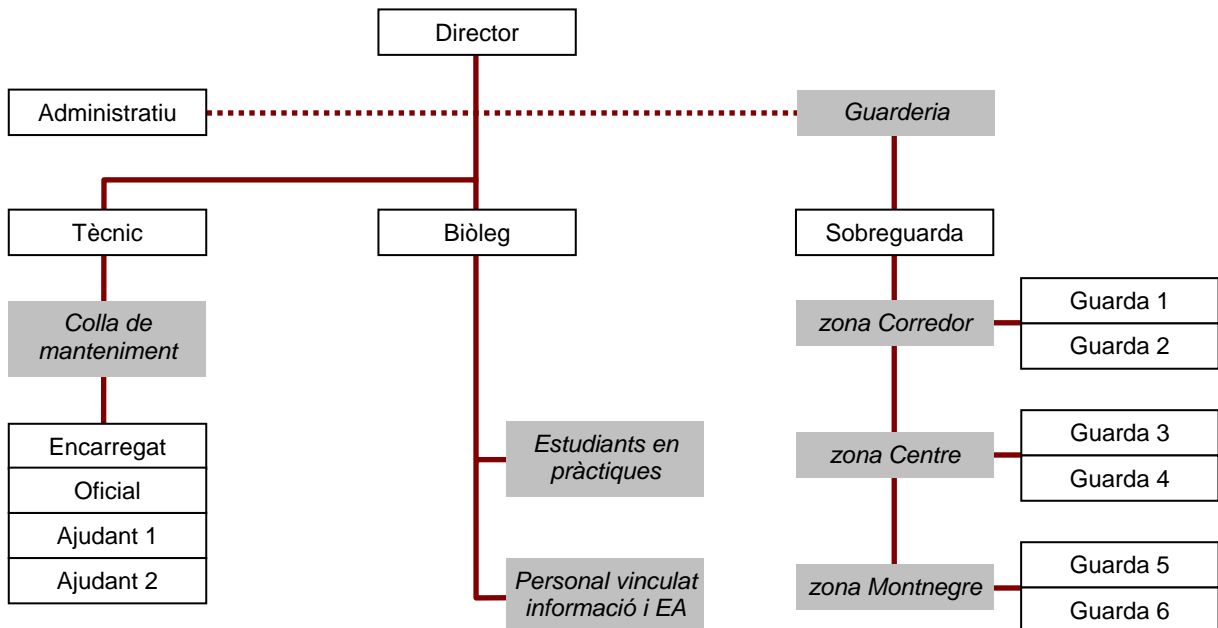 Director
Administratiu
Guarderia
Tècnic
Biòleg
Sobreguarda
Colla de
manteniment
zona Corredor
Guarda 1
Guarda 2
Encarregat
Oficial
Ajudant 1
Ajudant 2
Estudiants en
pràctiques
zona Centre
Guarda 3
Guarda 4
Personal vinculat
informació i EA
zona Montnegre
Guarda 5
Guarda 6